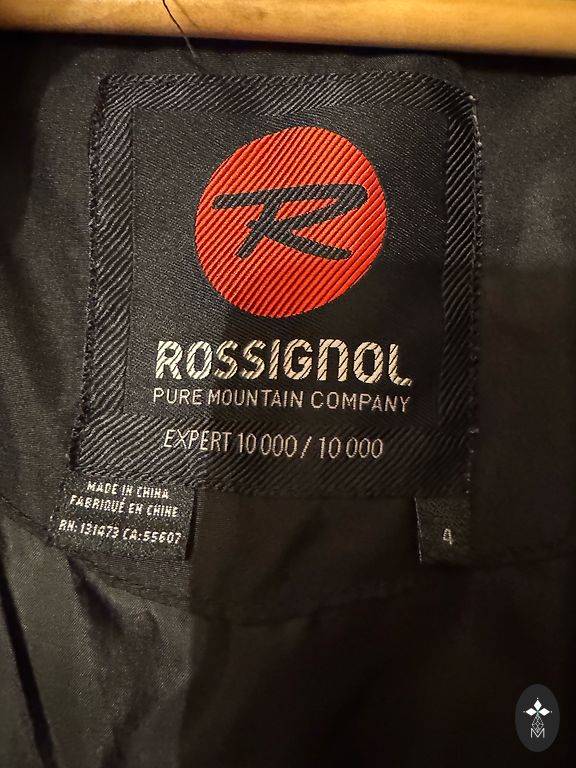 R
ROSSIGNOL
PURE MOUNTAIN COMPANY
EXPERT 10 000 / 10 000
MADE IN CHINA
FABRIQUÉ EN CHINE
RN: 131473 CA:55607
4
M